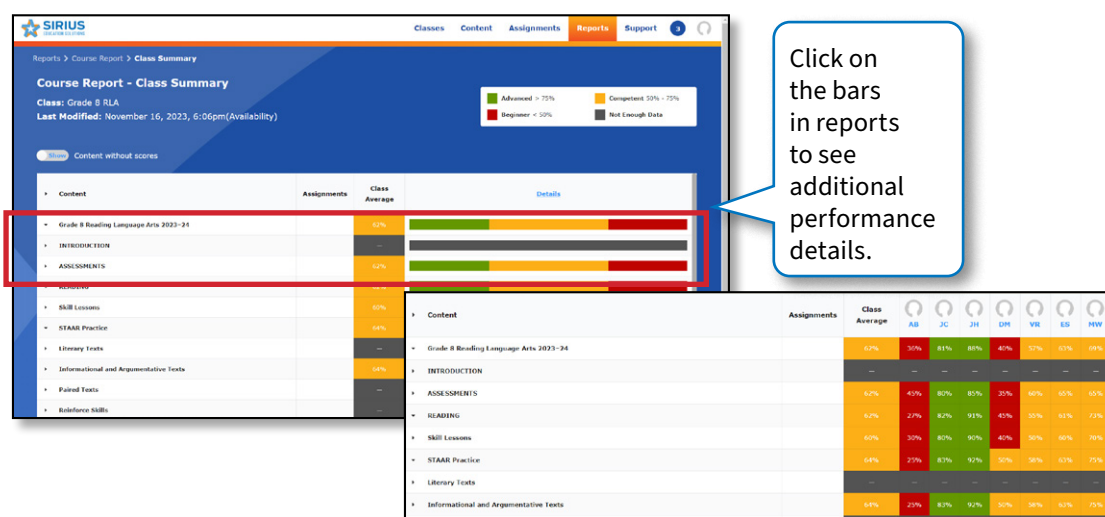 SIRIUS
EDUCATION SOLUTIONS
Classes Content Assignments Reports Support 3
Reports > Course Report > Class Summary
Course Report - Class Summary
Class: Grade 8 RLA
Last Modified: November 16, 2023, 6:06pm(Availability)
Advanced > 75% Competent 50% - 75%
Beginner < 50% Not Enough Data
Show Content without scores
Content Assignments Class Average Details
Grade 8 Reading Language Arts 2023-24 62%
INTRODUCTION —
ASSESSMENTS 62%
READING 62%
Skill Lessons 60%
STAAR Practice 64%
Literary Texts —
Informational and Argumentative Texts 64%
Paired Texts —
Reinforce Skills —
Click on
the bars
in reports
to see
additional
performance
details.
Content Assignments Class Average AB JC JH DM VR ES MW
Grade 8 Reading Language Arts 2023-24 62% 36% 81% 88% 40% 57% 63% 69%
INTRODUCTION — — — — — — — —
ASSESSMENTS 62% 45% 80% 85% 35% 60% 65% 65%
READING 62% 27% 82% 91% 45% 55% 61% 73%
Skill Lessons 60% 30% 80% 90% 40% 50% 60% 70%
STAAR Practice 64% 25% 83% 92% 50% 58% 63% 75%
Literary Texts — — — — — — — —
Informational and Argumentative Texts 64% 25% 83% 92% 50% 58% 63% 75%